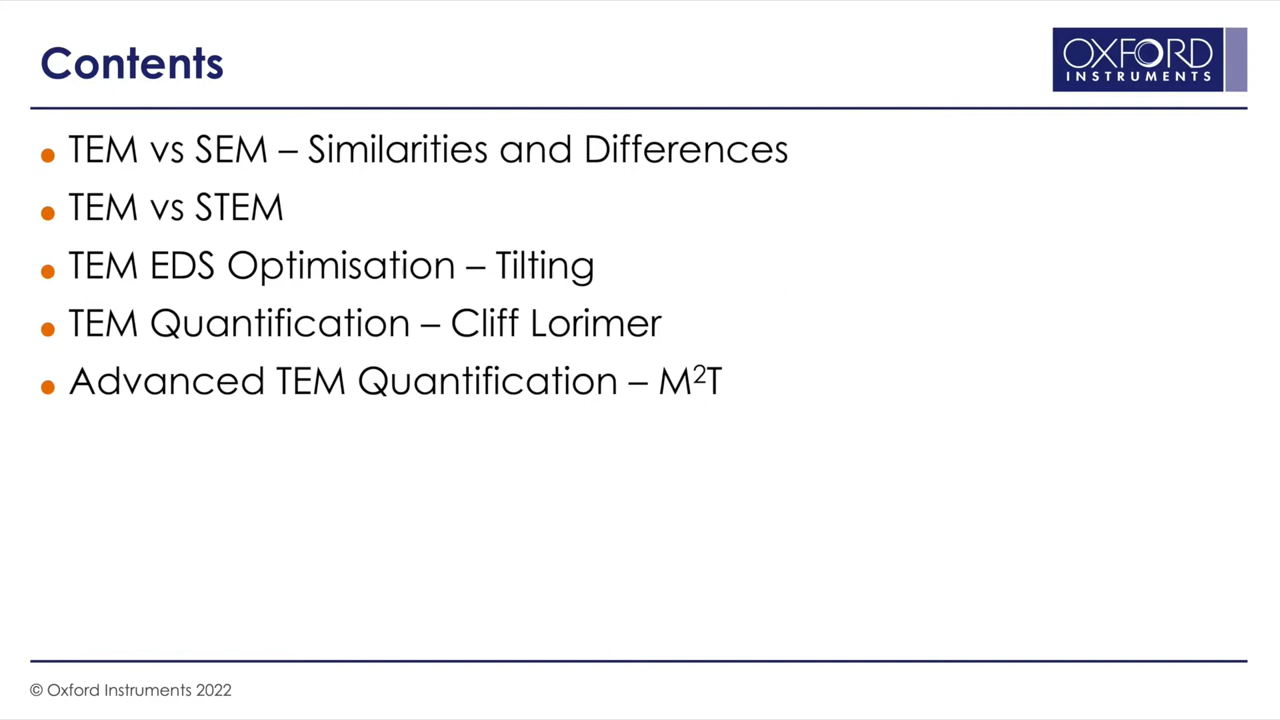 Contents
OXFORD
INSTRUMENTS
• TEM vs SEM – Similarities and Differences
• TEM vs STEM
• TEM EDS Optimisation – Tilting
• TEM Quantification – Cliff Lorimer
• Advanced TEM Quantification – M²T
© Oxford Instruments 2022